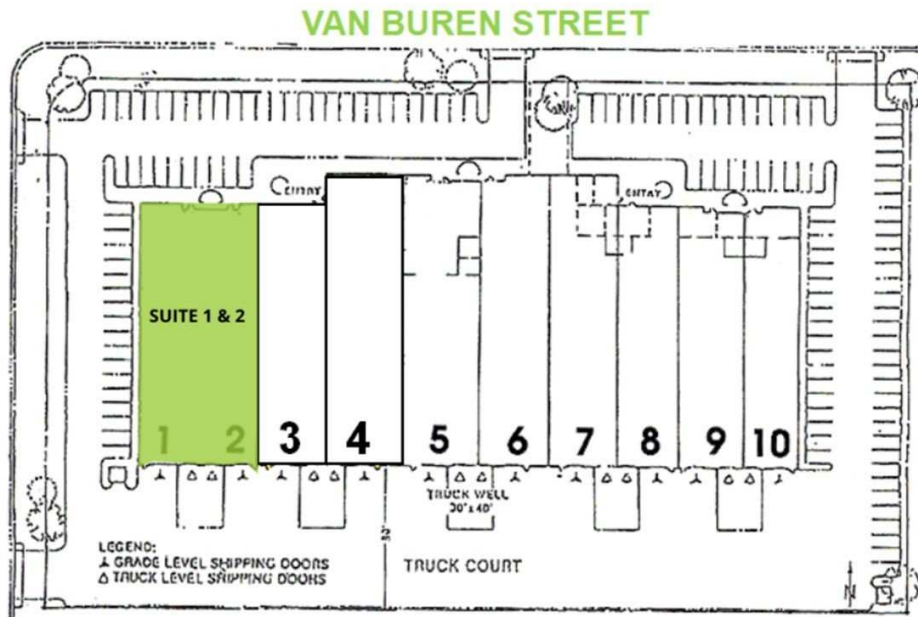 VAN BUREN STREET
ENTRY
ENTRY
SUITE 1 & 2
1 2 3 4 5 6 7 8 9 10
TRUCK WELL
30' x 40'
LEGEND:
GRADE LEVEL SHIPPING DOORS
TRUCK LEVEL SHIPPING DOORS
TRUCK COURT
N